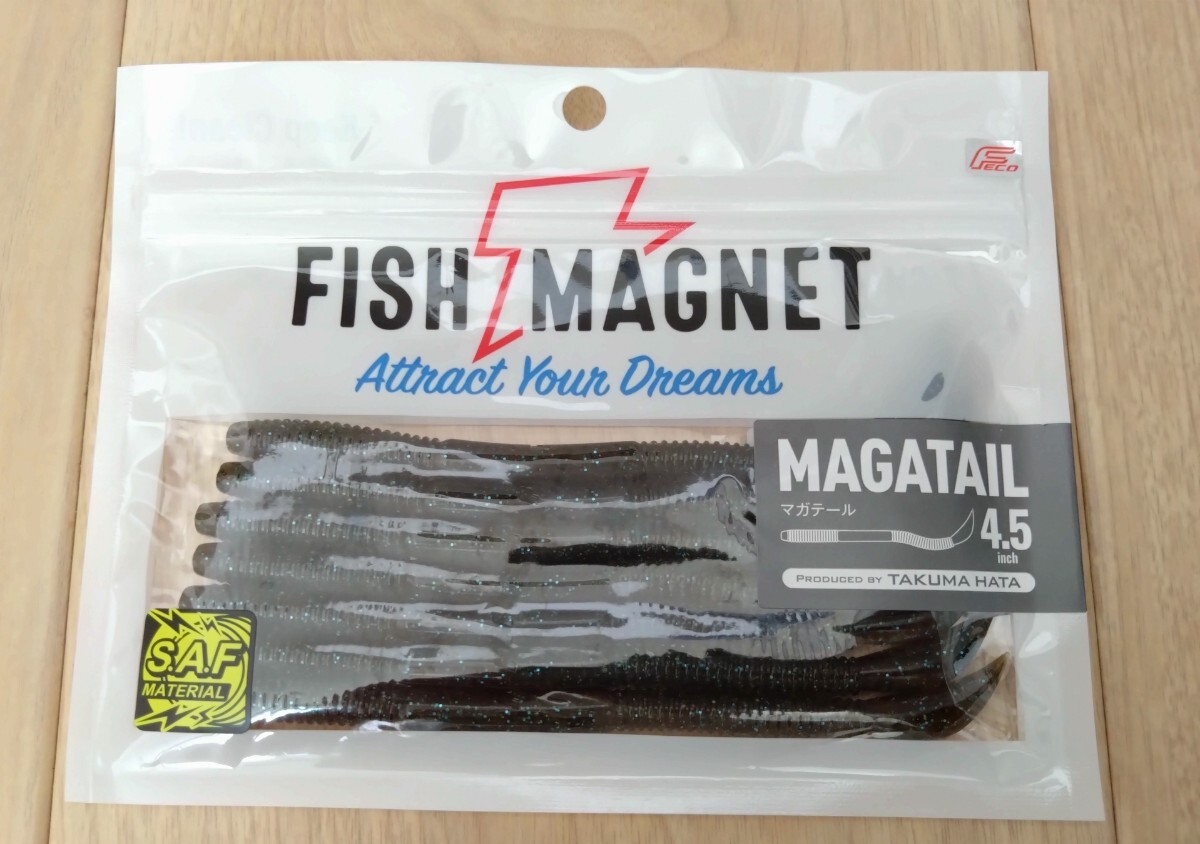 FECO
FISH MAGNET
Attract Your Dreams
MAGATAIL
マガテール
4.5
inch
PRODUCED BY TAKUMA HATA
S.A.F
MATERIAL